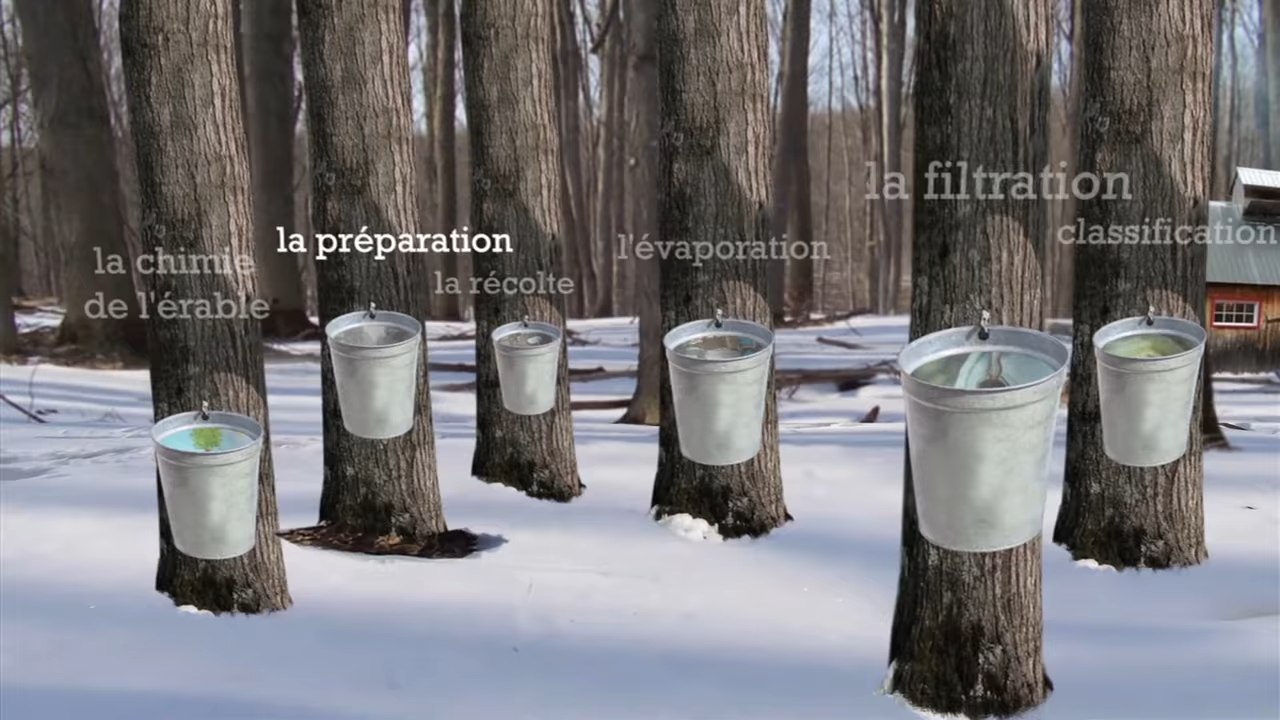 la chimie
de l'érable
la préparation
la récolte
l'évaporation
la filtration
classification